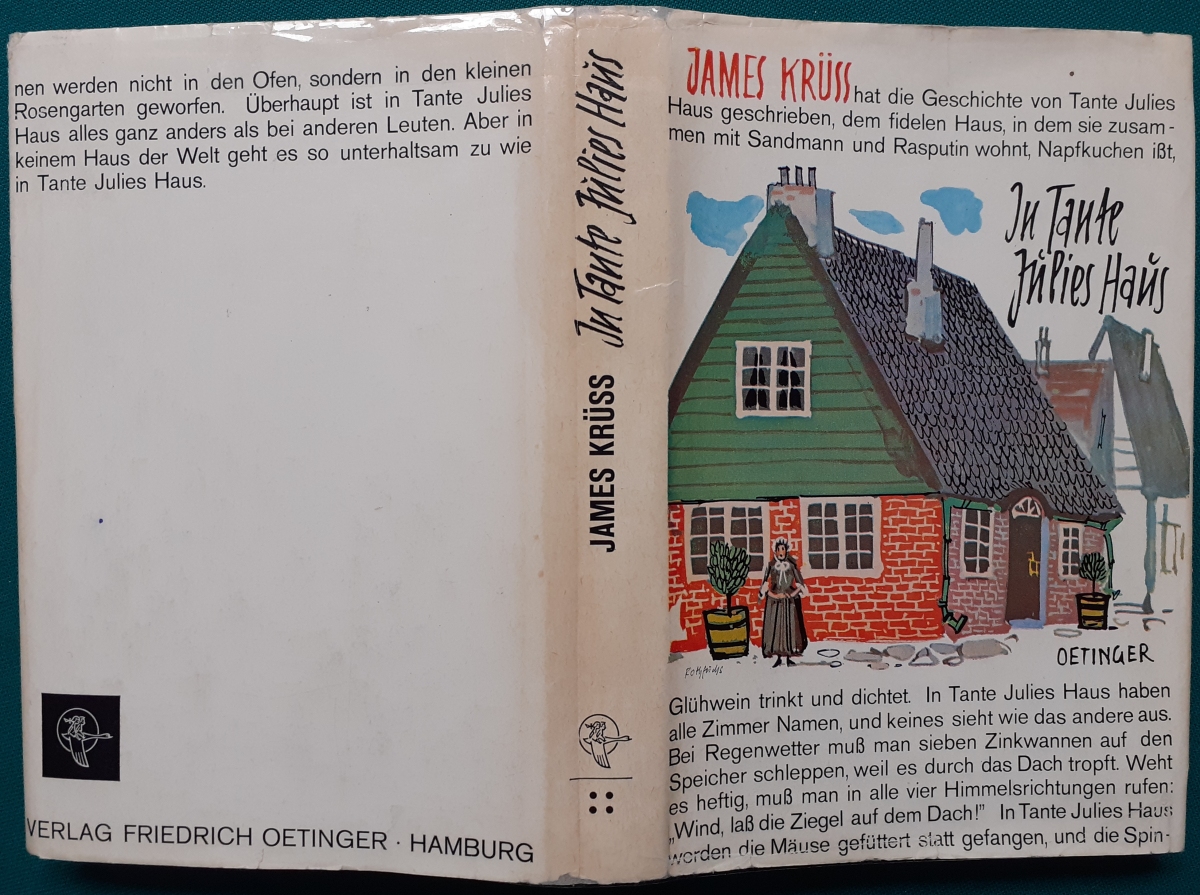 nen werden nicht in den Ofen, sondern in den kleinen
Rosengarten geworfen. Überhaupt ist in Tante Julies
Haus alles ganz anders als bei anderen Leuten. Aber in
keinem Haus der Welt geht es so unterhaltsam zu wie
in Tante Julies Haus.
VERLAG FRIEDRICH OETINGER · HAMBURG
JAMES KRÜSS In Tante Julies Haus
JAMES KRÜSS hat die Geschichte von Tante Julies
Haus geschrieben, dem fidelen Haus, in dem sie zusam-
men mit Sandmann und Rasputin wohnt, Napfkuchen ißt,
In Tante
Julies Haus
OETINGER
Glühwein trinkt und dichtet. In Tante Julies Haus haben
alle Zimmer Namen, und keines sieht wie das andere aus.
Bei Regenwetter muß man sieben Zinkwannen auf den
Speicher schleppen, weil es durch das Dach tropft. Weht
es heftig, muß man in alle vier Himmelsrichtungen rufen:
„Wind, laß die Ziegel auf dem Dach!” In Tante Julies Haus
werden die Mäuse gefüttert statt gefangen, und die Spin-